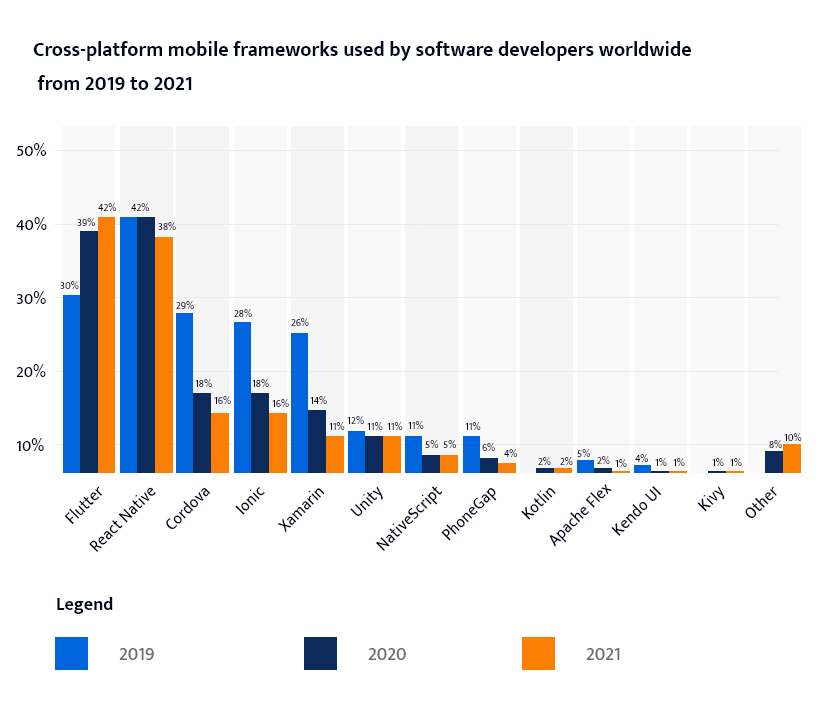 Cross-platform mobile frameworks used by software developers worldwide
from 2019 to 2021
50%
40%
30%
20%
10%
30%
39%
42%
42%
38%
29%
18%
16%
28%
18%
16%
26%
14%
11%
12%
11%
11%
11%
5%
5%
11%
6%
4%
2%
2%
5%
2%
1%
4%
1%
1%
1%
1%
8%
10%
Flutter
React Native
Cordova
Ionic
Xamarin
Unity
NativeScript
PhoneGap
Kotlin
Apache Flex
Kendo UI
Kivy
Other
Legend
2019
2020
2021